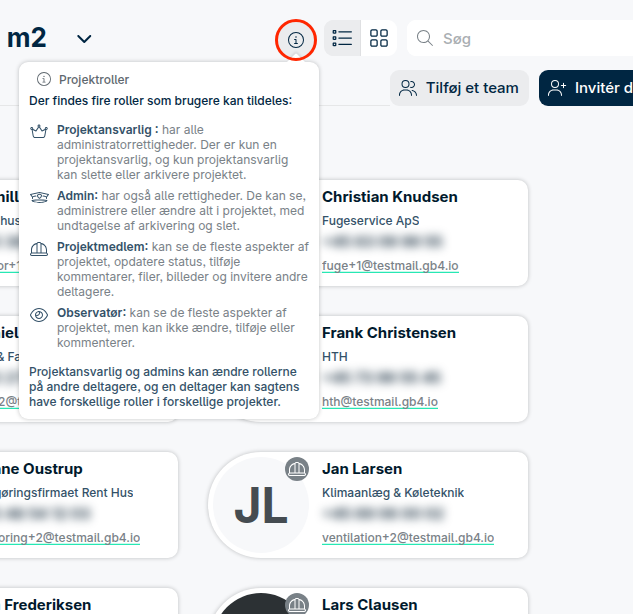 m2
Søg
Tilføj et team
Invitér d
Projektroller
Der findes fire roller som brugere kan tildeles:
Projektansvarlig : har alle
administratorrettigheder. Der er kun en
projektansvarlig, og kun projektansvarlig
kan slette eller arkivere projektet.
Admin: har også alle rettigheder. De kan se,
administrere eller ændre alt i projektet, med
undtagelse af arkivering og slet.
Projektmedlem: kan se de fleste aspekter af
projektet, opdatere status, tilføje
kommentarer, filer, billeder og invitere andre
deltagere.
Observatør: kan se de fleste aspekter af
projektet, men kan ikke ændre, tilføje eller
kommenterer.
Projektansvarlig og admins kan ændre rollerne
på andre deltagere, og en deltager kan sagtens
have forskellige roller i forskellige projekter.
Christian Knudsen
Fugeservice ApS
fuge+1@testmail.gb4.io
Frank Christensen
HTH
hth@testmail.gb4.io
ne Oustrup
gøringsfirmaet Rent Hus
oring+2@testmail.gb4.io
JL
Jan Larsen
Klimaanlæg & Køleteknik
ventilation+2@testmail.gb4.io
Frederiksen
Lars Clausen